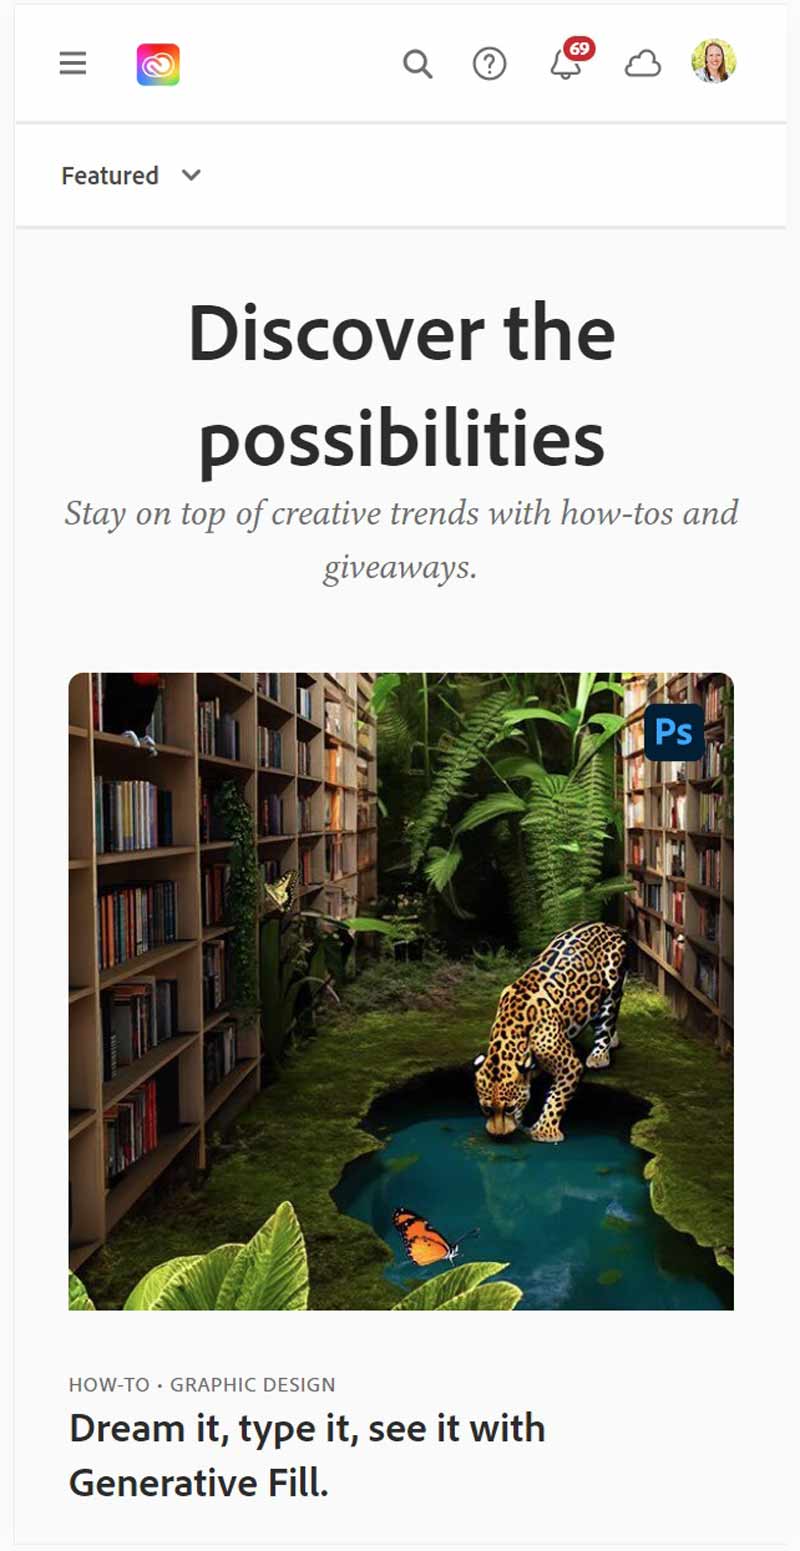 69
Featured
Discover the
possibilities
Stay on top of creative trends with how-tos and
giveaways.
Ps
HOW-TO • GRAPHIC DESIGN
Dream it, type it, see it with
Generative Fill.